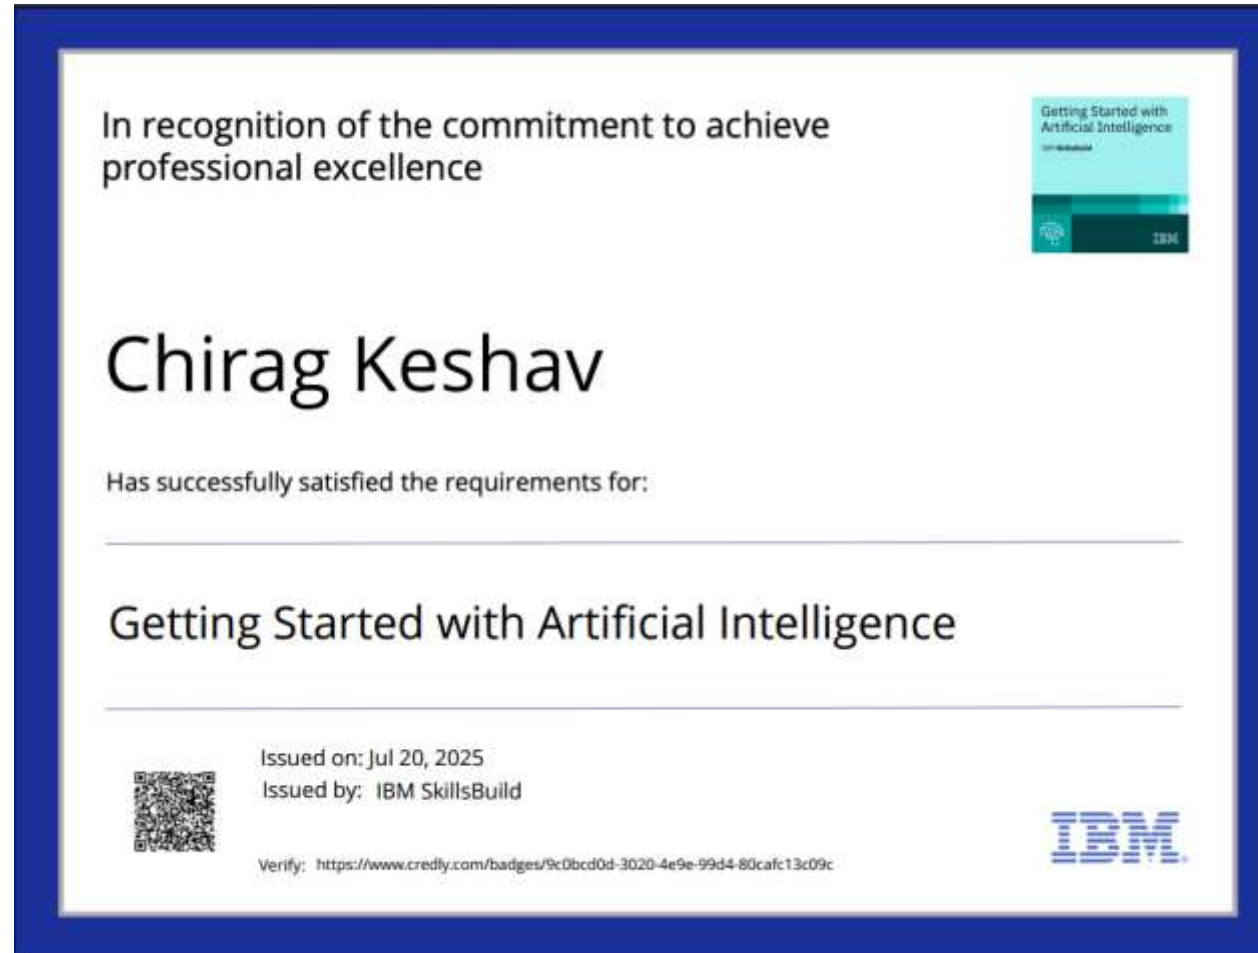 In recognition of the commitment to achieve
professional excellence
Getting Started with
Artificial Intelligence
IBM SkillsBuild
IBM
Chirag Keshav
Has successfully satisfied the requirements for:
Getting Started with Artificial Intelligence
Issued on: Jul 20, 2025
Issued by: IBM SkillsBuild
Verify: https://www.credly.com/badges/9c0bcd0d-3020-4e9e-99d4-80cafc13c09c
IBM